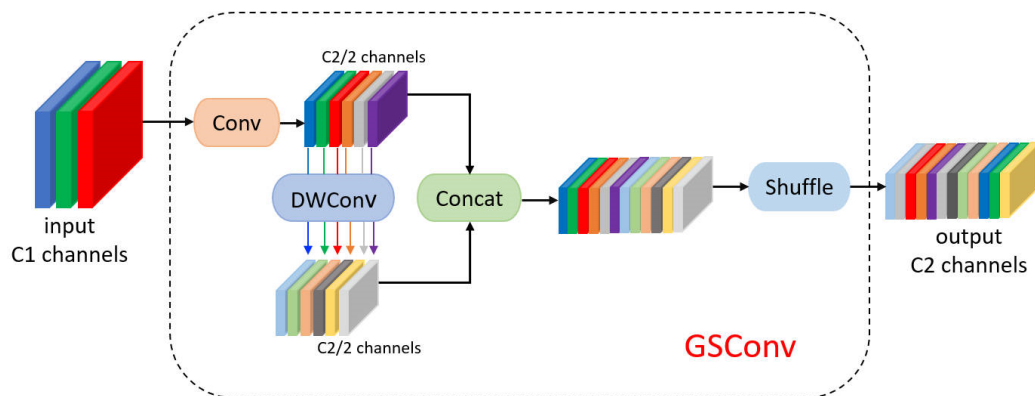 C2/2 channels
Conv
DWConv
Concat
Shuffle
input
C1 channels
output
C2 channels
C2/2 channels
GSConv